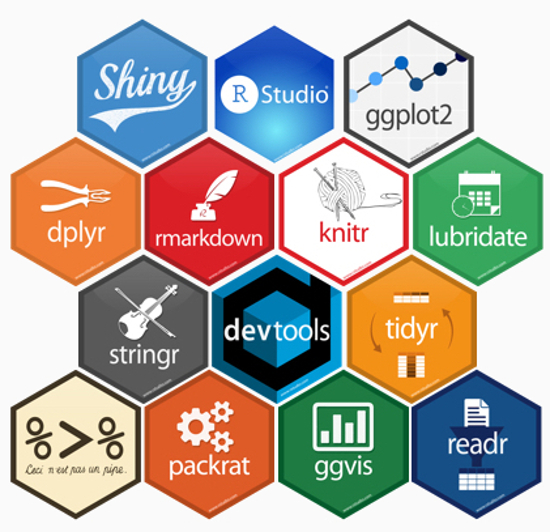 Shiny
R Studio®
ggplot2
dplyr
rmarkdown
knitr
lubridate
stringr
devtools
tidyr
%>%
Ceci n'est pas un pipe.
packrat
ggvis
readr